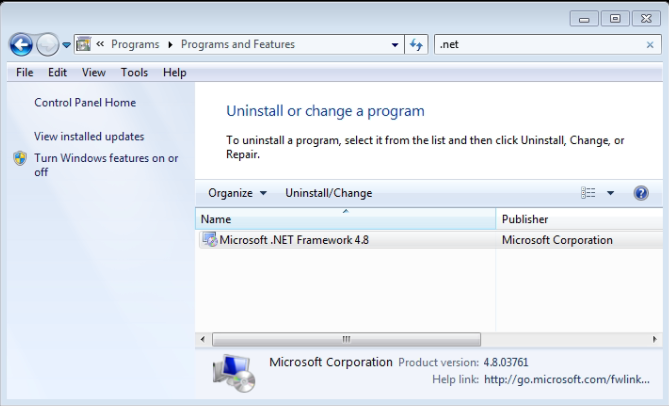 « Programs ▸ Programs and Features
.net
File Edit View Tools Help
Control Panel Home
View installed updates
Turn Windows features on or
off
Uninstall or change a program
To uninstall a program, select it from the list and then click Uninstall, Change, or
Repair.
Organize Uninstall/Change
Name Publisher
Microsoft .NET Framework 4.8 Microsoft Corporation
Microsoft Corporation Product version: 4.8.03761
Help link: http://go.microsoft.com/fwlink...